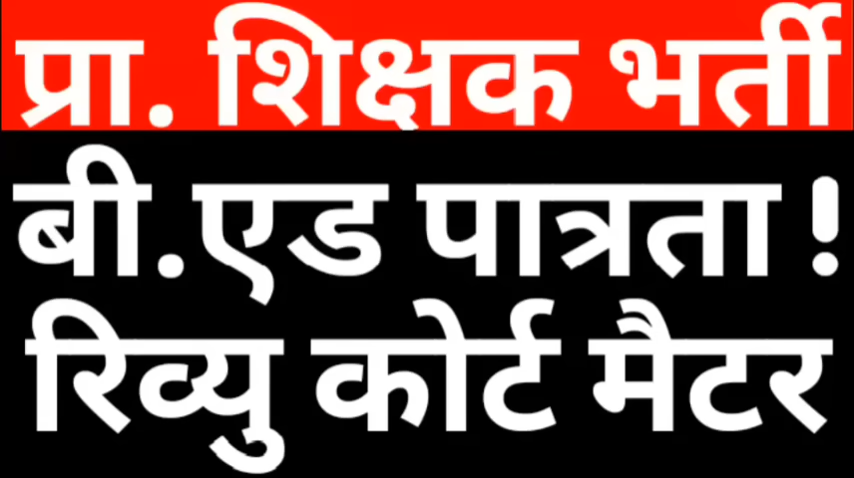 प्रा. शिक्षक भर्ती
बी.एड पात्रता !
रिव्यु कोर्ट मैटर